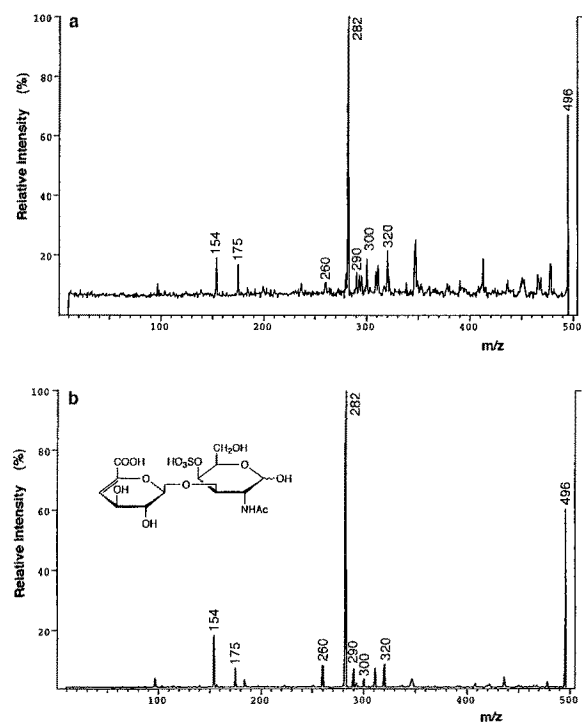 a
Relative Intensity (%)
100
80
60
40
20
282
496
154
175
260
290
300
320
100
200
300
400
500
m/z
b
Relative Intensity (%)
100
80
60
40
20
282
496
154
175
260
290
300
320
COOH
O
OH
OH
O
HO₃SO
CH₂OH
O
OH
NHAc
100
200
300
400
500
m/z